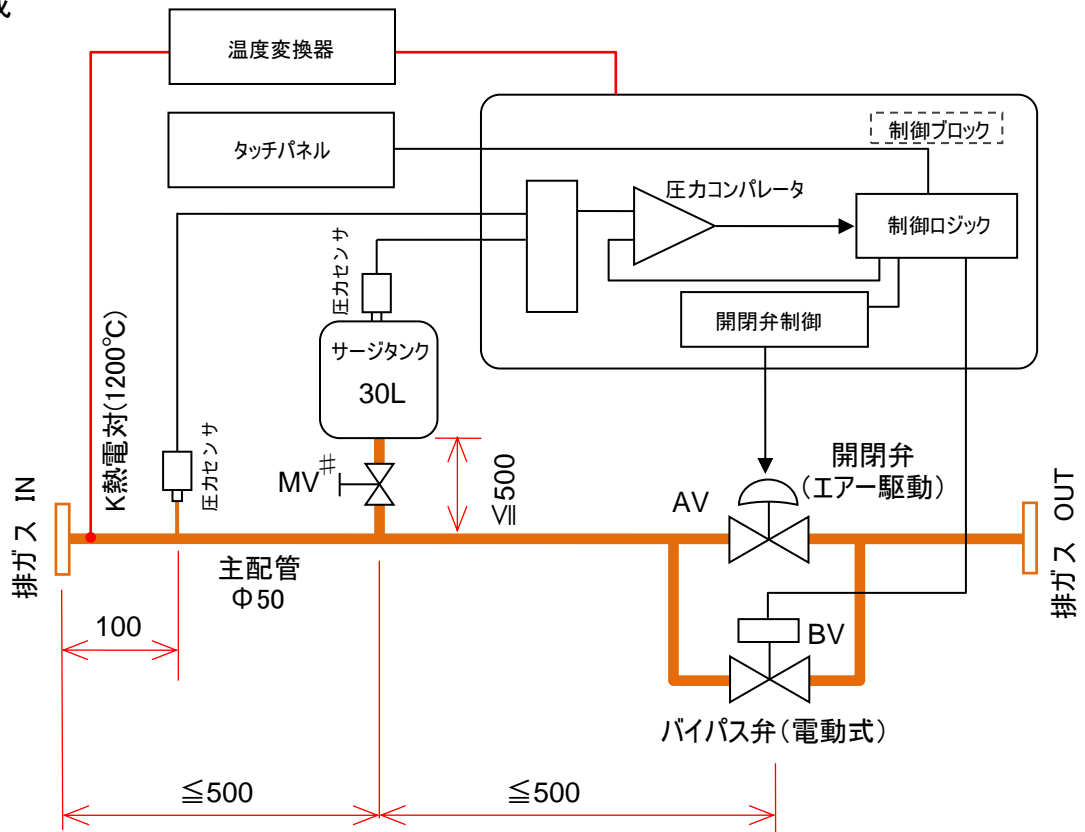 温度変換器
タッチパネル
制御ブロック
圧力コンパレータ
制御ロジック
開閉弁制御
圧力センサ
サージタンク
30L
K熱電対(1200℃)
圧力センサ
MV#
≦500
開閉弁
(エアー駆動)
AV
排ガス IN
排ガス OUT
主配管
Φ50
100
BV
バイパス弁(電動式)
≦500
≦500